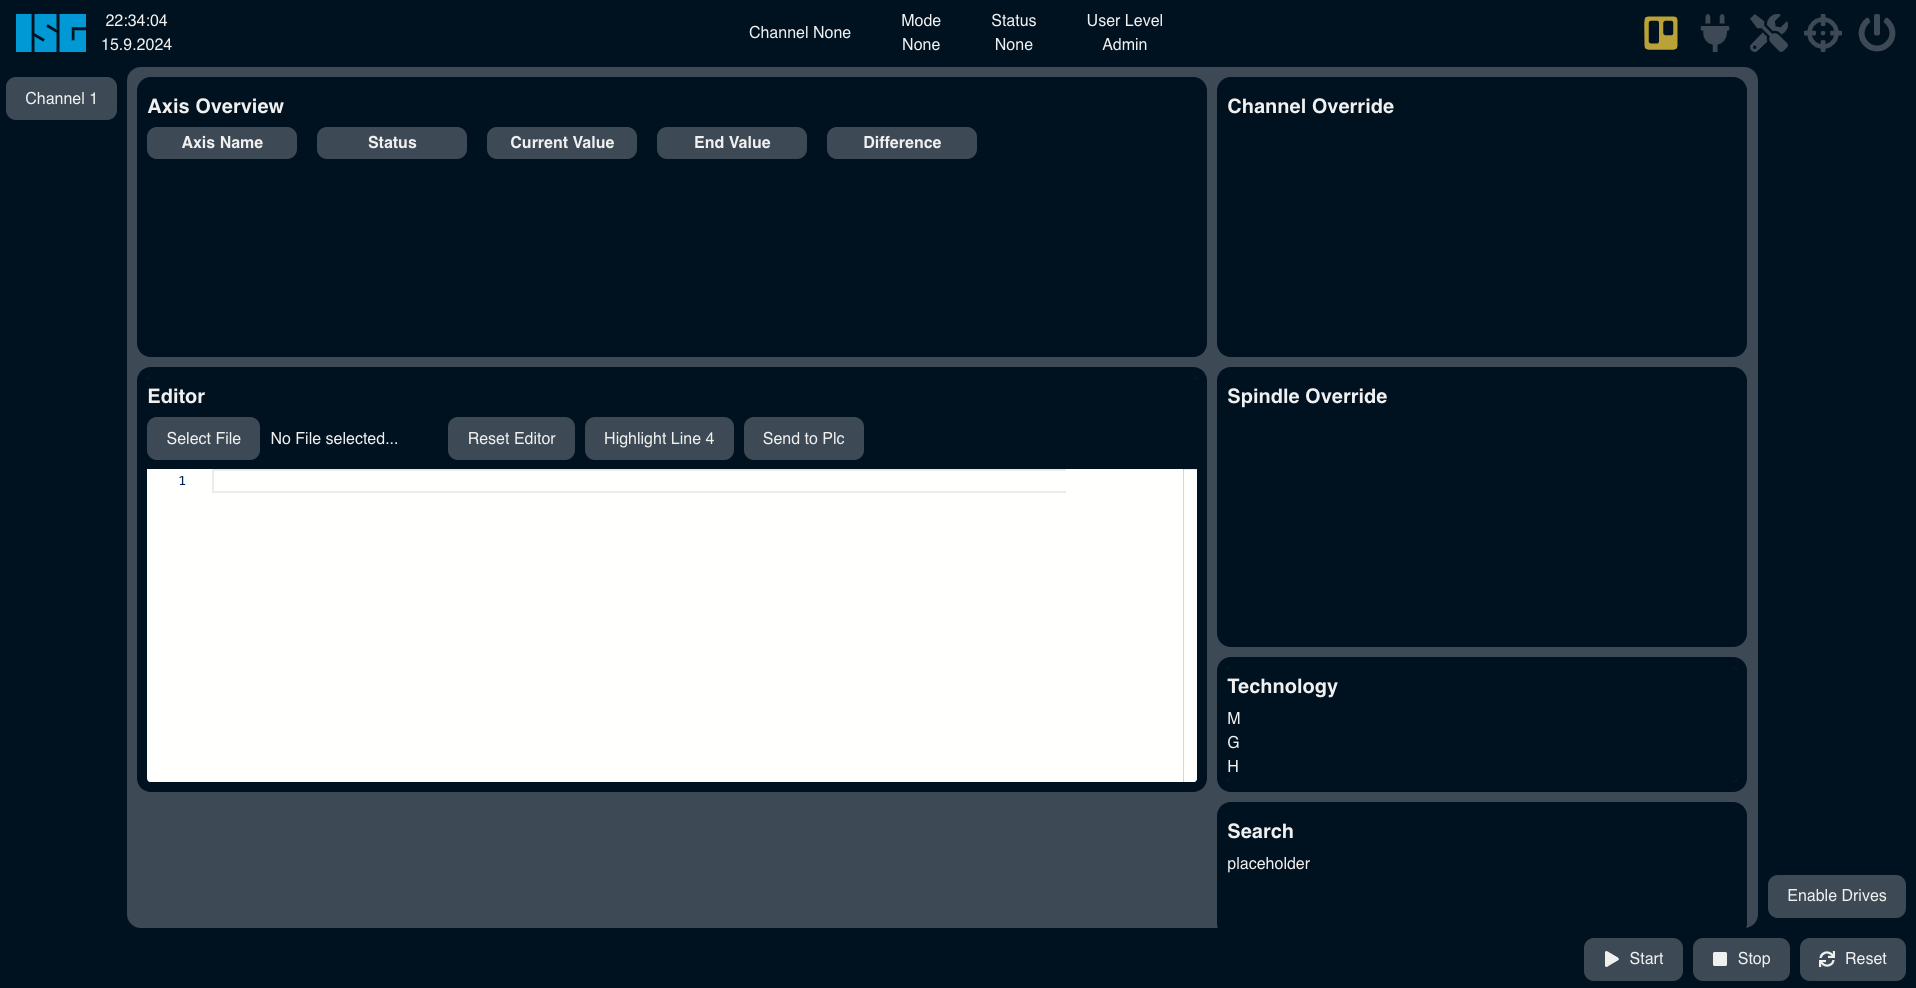 ISG
22:34:04
15.9.2024
Channel None
Mode
None
Status
None
User Level
Admin
Channel 1
Axis Overview
Axis Name
Status
Current Value
End Value
Difference
Channel Override
Editor
Select File
No File selected...
Reset Editor
Highlight Line 4
Send to Plc
1
Spindle Override
Technology
M
G
H
Search
placeholder
Enable Drives
Start
Stop
Reset